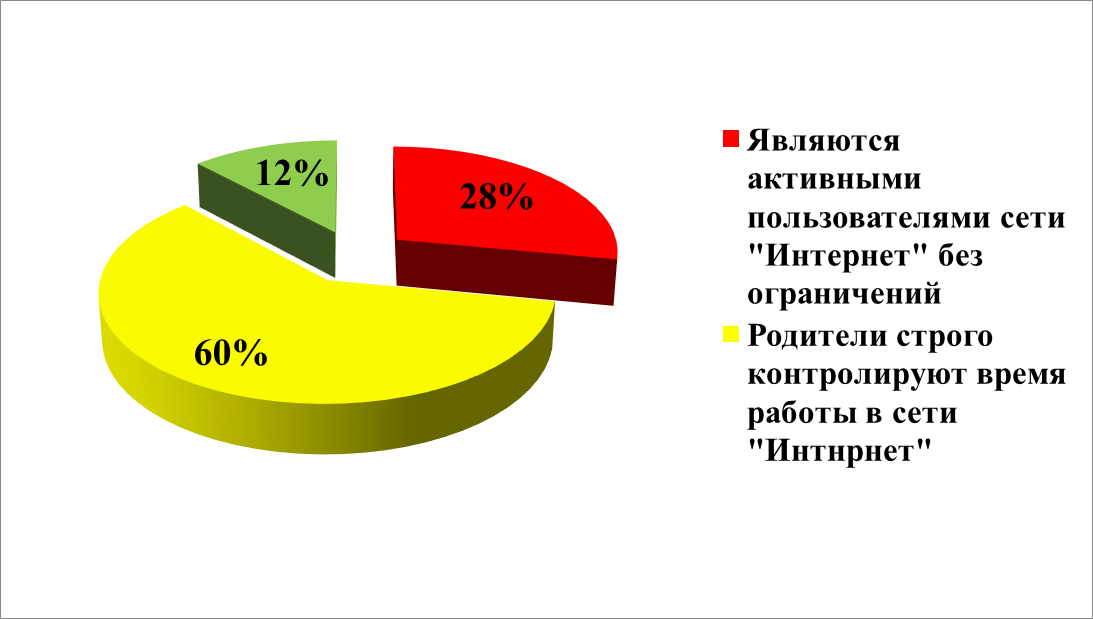 12%
28%
60%
Являются
активными
пользователями сети
"Интернет" без
ограничений
Родители строго
контролируют время
работы в сети
"Интнрнет"